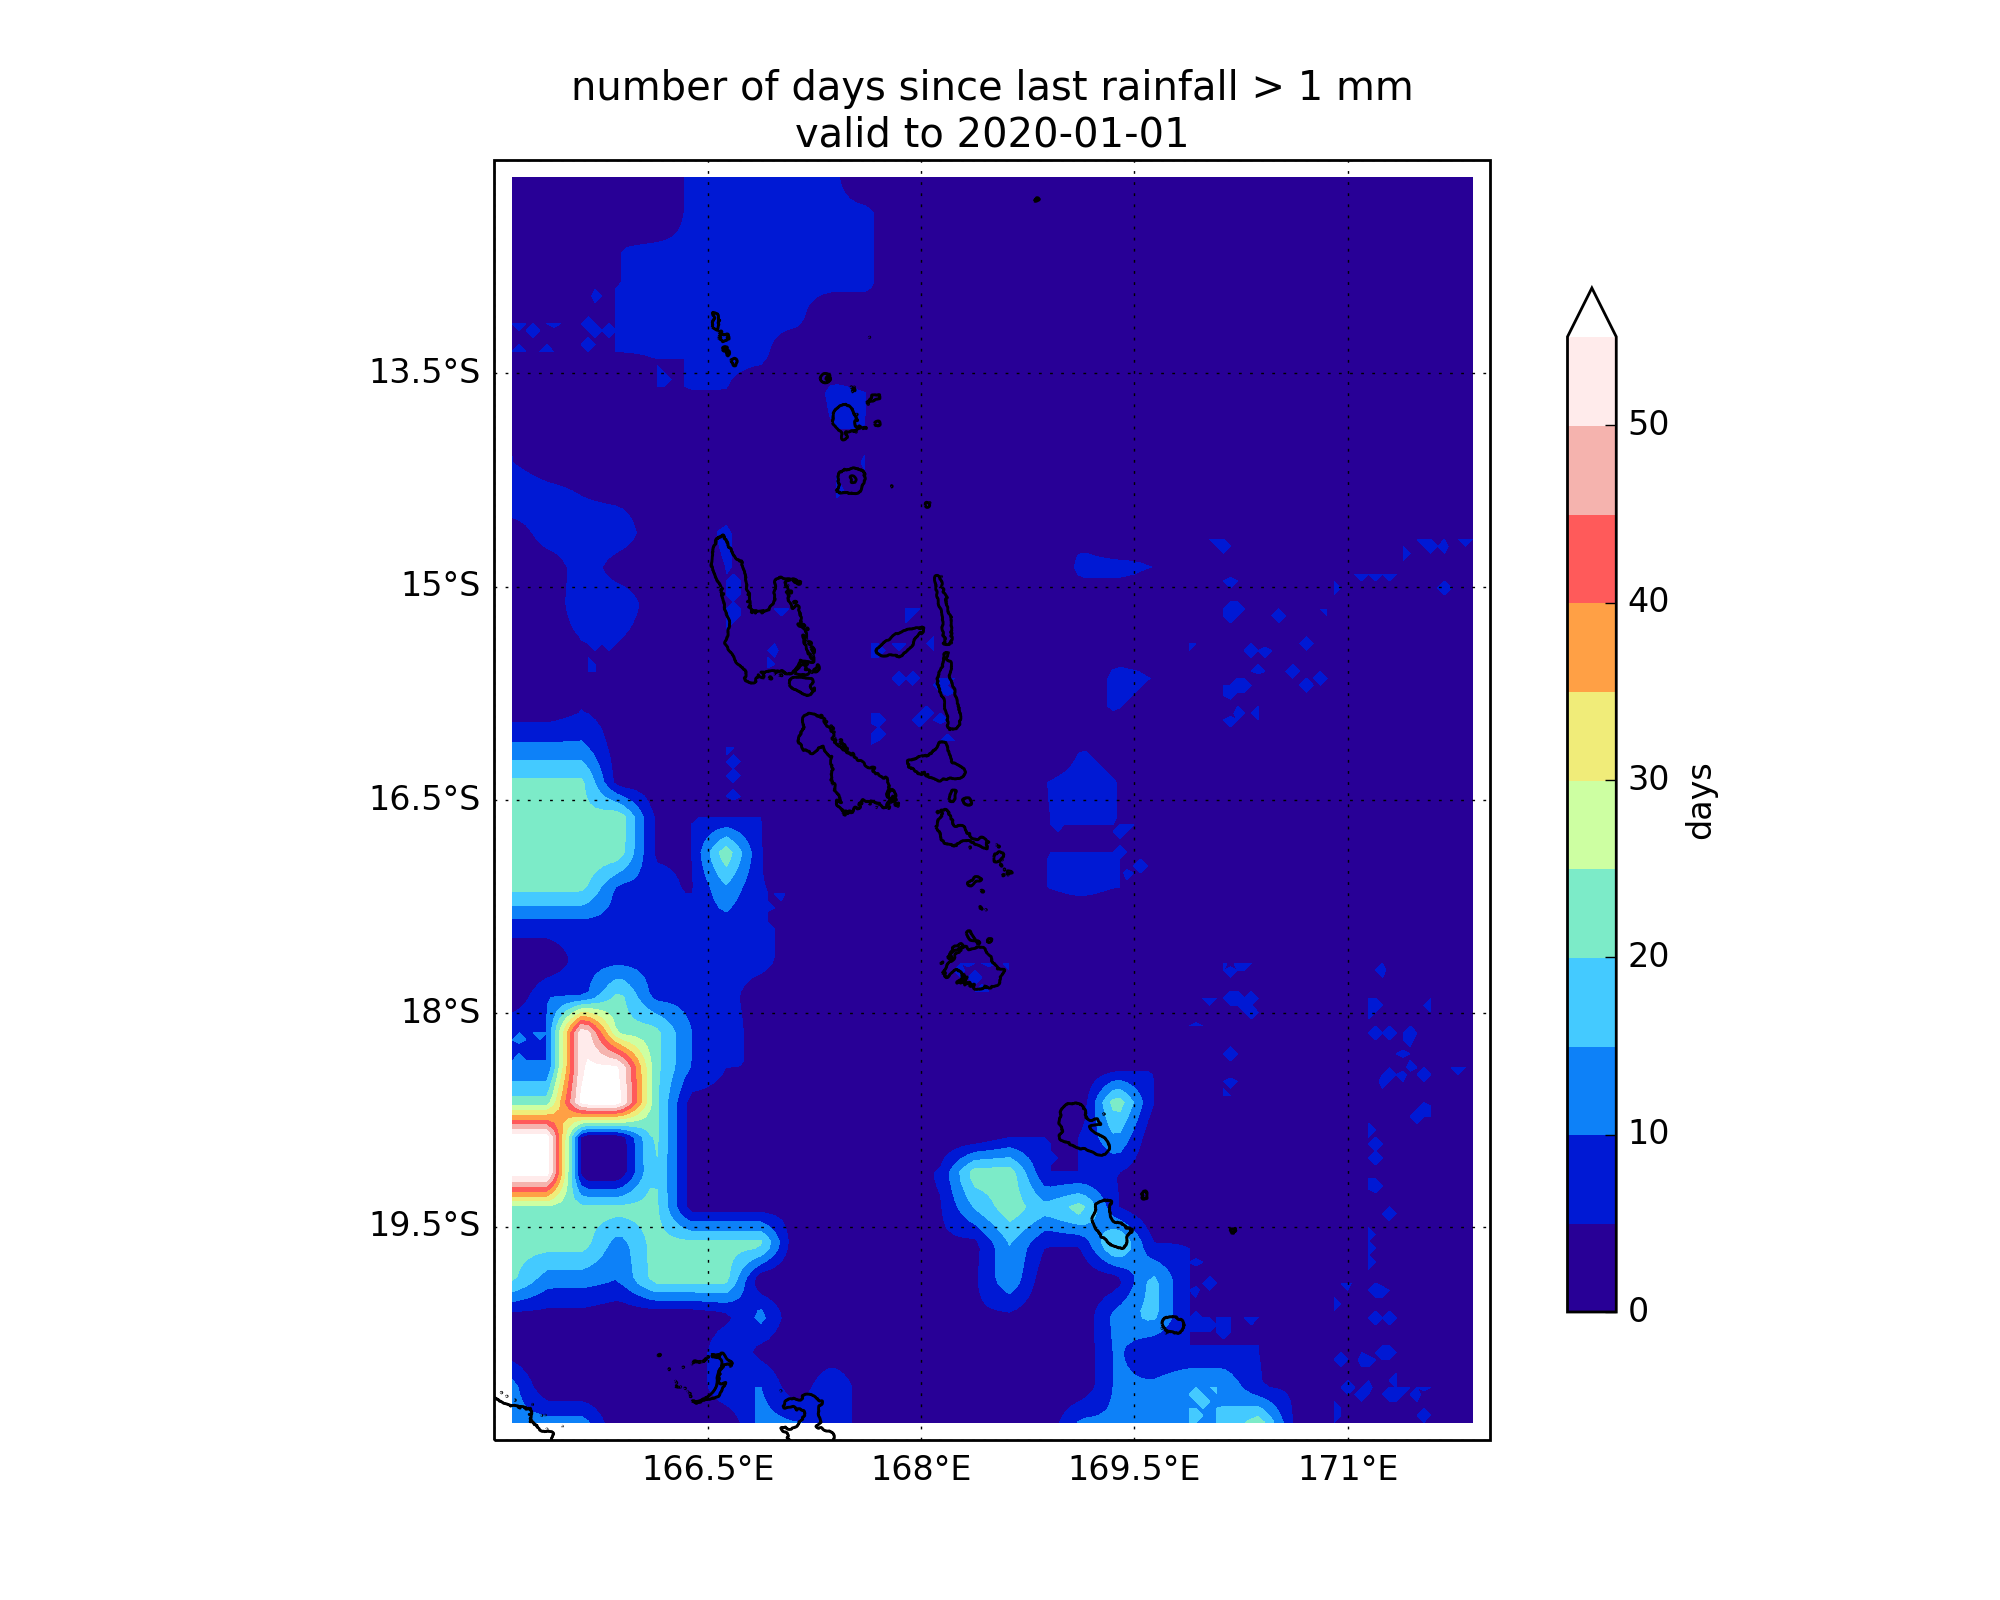 number of days since last rainfall > 1 mm
valid to 2020-01-01
13.5°S
15°S
16.5°S
18°S
19.5°S
166.5°E
168°E
169.5°E
171°E
50
40
30
20
10
0
days